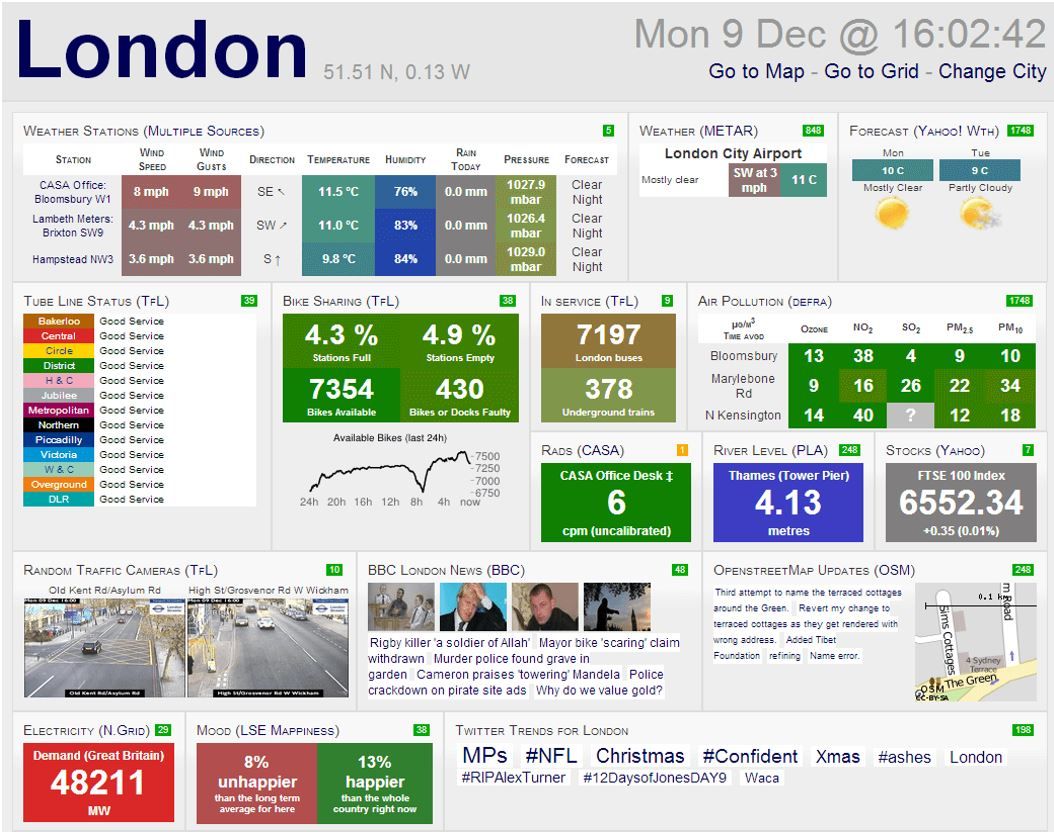 London 51.51 N, 0.13 W
Mon 9 Dec @ 16:02:42
Go to Map - Go to Grid - Change City
Weather Stations (Multiple Sources) 5
Station Wind Speed Wind Gusts Direction Temperature Humidity Rain Today Pressure Forecast
CASA Office: Bloomsbury W1 8 mph 9 mph SE ↖ 11.5 °C 76% 0.0 mm 1027.9 mbar Clear Night
Lambeth Meters: Brixton SW9 4.3 mph 4.3 mph SW ↗ 11.0 °C 83% 0.0 mm 1026.4 mbar Clear Night
Hampstead NW3 3.6 mph 3.6 mph S ↑ 9.8 °C 84% 0.0 mm 1029.0 mbar Clear Night
Weather (METAR) 848
London City Airport
Mostly clear SW at 3 mph 11 C
Forecast (Yahoo! Wth) 1748
Mon Tue
10 C 9 C
Mostly Clear Partly Cloudy
Tube Line Status (TfL) 39
Bakerloo Good Service
Central Good Service
Circle Good Service
District Good Service
H & C Good Service
Jubilee Good Service
Metropolitan Good Service
Northern Good Service
Piccadilly Good Service
Victoria Good Service
W & C Good Service
Overground Good Service
DLR Good Service
Bike Sharing (TfL) 38
4.3 % 4.9 %
Stations Full Stations Empty
7354 430
Bikes Available Bikes or Docks Faulty
Available Bikes (last 24h)
7500
7250
7000
6750
24h 20h 16h 12h 8h 4h now
In service (TfL) 9
7197
London buses
378
Underground trains
Air Pollution (defra) 1748
µg/m³ Time avgd Ozone NO2 SO2 PM2.5 PM10
Bloomsbury 13 38 4 9 10
Marylebone Rd 9 16 26 22 34
N Kensington 14 40 ? 12 18
Rads (CASA) 1
CASA Office Desk ‡
6
cpm (uncalibrated)
River Level (PLA) 248
Thames (Tower Pier)
4.13
metres
Stocks (Yahoo) 7
FTSE 100 Index
6552.34
+0.35 (0.01%)
Random Traffic Cameras (TfL) 10
Old Kent Rd/Asylum Rd High St/Grosvenor Rd W Wickham
Old Kent Rd/Asylum Rd High St/Grosvenor Rd W Wickham
BBC London News (BBC) 48
Rigby killer 'a soldier of Allah' Mayor bike 'scaring' claim
withdrawn Murder police found grave in
garden Cameron praises 'towering' Mandela Police
crackdown on pirate site ads Why do we value gold?
OpenstreetMap Updates (OSM) 248
Third attempt to name the terraced cottages
around the Green. Revert my change to
terraced cottages as they get rendered with
wrong address. Added Tibet
Foundation refining Name error.
0.1 km
m Road
Sims Cottages
4 Sydney Terrace
The Green
OSM
CC-BY-SA
Electricity (N.Grid) 29
Demand (Great Britain)
48211
MW
Mood (LSE Mappiness) 38
8% unhappier
than the long term average for here
13% happier
than the whole country right now
Twitter Trends for London 198
MPs #NFL Christmas #Confident Xmas #ashes London
#RIPAlexTurner #12DaysofJonesDAY9 Waca